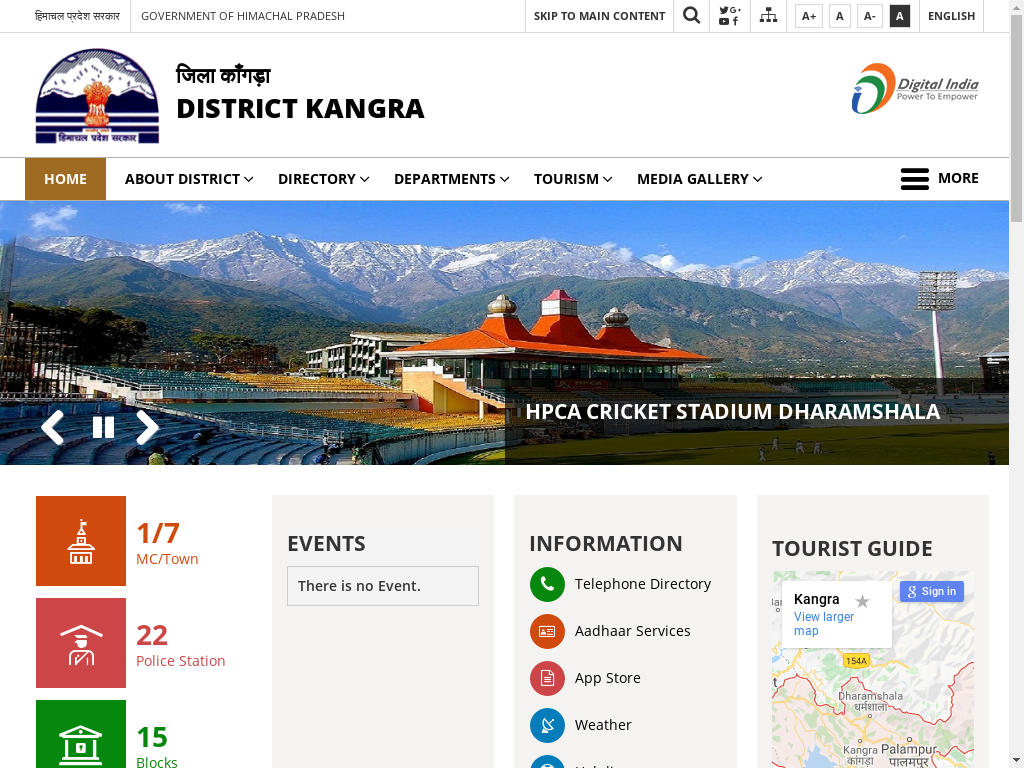 हिमाचल प्रदेश सरकार
GOVERNMENT OF HIMACHAL PRADESH
SKIP TO MAIN CONTENT
A+
A
A-
A
ENGLISH
हिमाचल प्रदेश सरकार
जिला काँगड़ा
DISTRICT KANGRA
Digital India
Power To Empower
HOME
ABOUT DISTRICT
DIRECTORY
DEPARTMENTS
TOURISM
MEDIA GALLERY
MORE
HPCA
HPCA CRICKET STADIUM DHARAMSHALA
1/7
MC/Town
22
Police Station
15
Blocks
EVENTS
There is no Event.
INFORMATION
Telephone Directory
Aadhaar Services
App Store
Weather
TOURIST GUIDE
Kangra
View larger
map
Sign in
154A
Dharamshala
धर्मशाला
Kangra
कांगड़ा
Palampur
पालमपुर